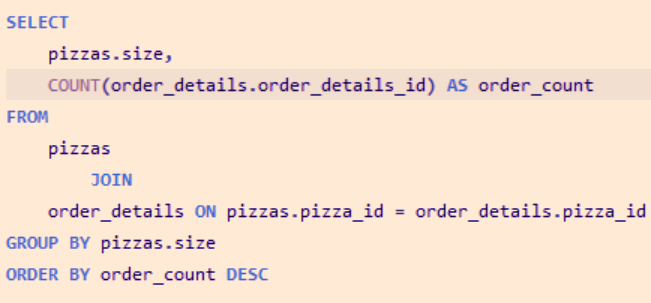 SELECT
pizzas.size,
COUNT(order_details.order_details_id) AS order_count
FROM
pizzas
JOIN
order_details ON pizzas.pizza_id = order_details.pizza_id
GROUP BY pizzas.size
ORDER BY order_count DESC